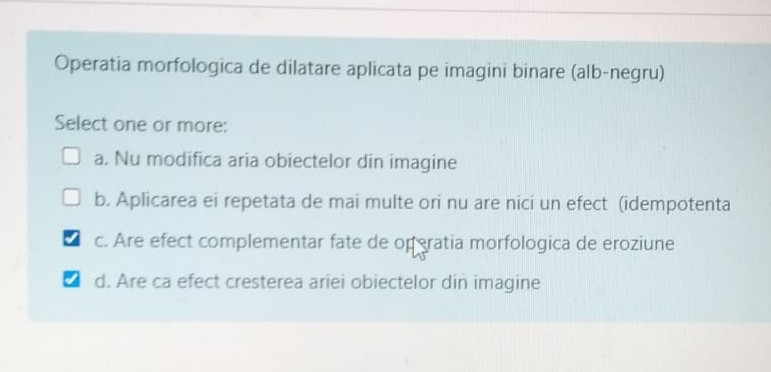 Operatia morfologica de dilatare aplicata pe imagini binare (alb-negru)
Select one or more:
a. Nu modifica aria obiectelor din imagine
b. Aplicarea ei repetata de mai multe ori nu are nici un efect (idempotenta
c. Are efect complementar fate de operatia morfologica de eroziune
d. Are ca efect cresterea ariei obiectelor din imagine